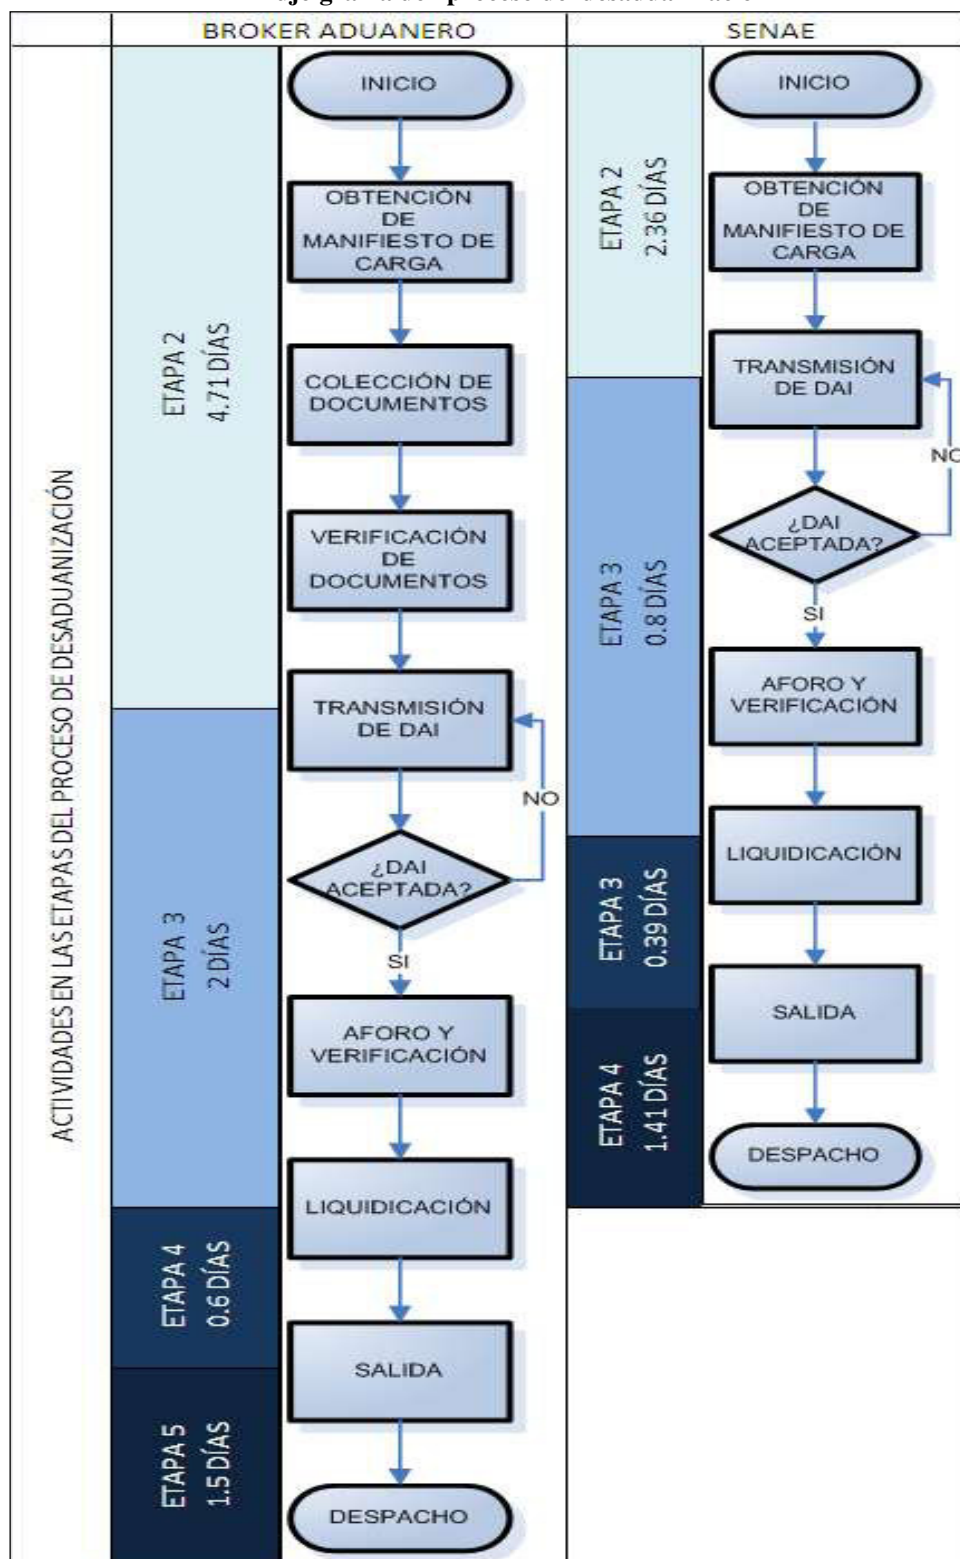 BROKER ADUANERO
SENAE
ACTIVIDADES EN LAS ETAPAS DEL PROCESO DE DESADUANIZACIÓN
ETAPA 2
4.71 DÍAS
ETAPA 3
2 DÍAS
ETAPA 4
0.6 DÍAS
ETAPA 5
1.5 DÍAS
INICIO
OBTENCIÓN
DE
MANIFIESTO DE
CARGA
COLECCIÓN DE
DOCUMENTOS
VERIFICACIÓN
DE
DOCUMENTOS
TRANSMISIÓN
DE DAI
NO
¿DAI
ACEPTADA?
SI
AFORO Y
VERIFICACIÓN
LIQUIDICACIÓN
SALIDA
DESPACHO
ETAPA 2
2.36 DÍAS
ETAPA 3
0.8 DÍAS
ETAPA 3
0.39 DÍAS
ETAPA 4
1.41 DÍAS
INICIO
OBTENCIÓN
DE
MANIFIESTO DE
CARGA
TRANSMISIÓN
DE DAI
NO
¿DAI
ACEPTADA?
SI
AFORO Y
VERIFICACIÓN
LIQUIDICACIÓN
SALIDA
DESPACHO